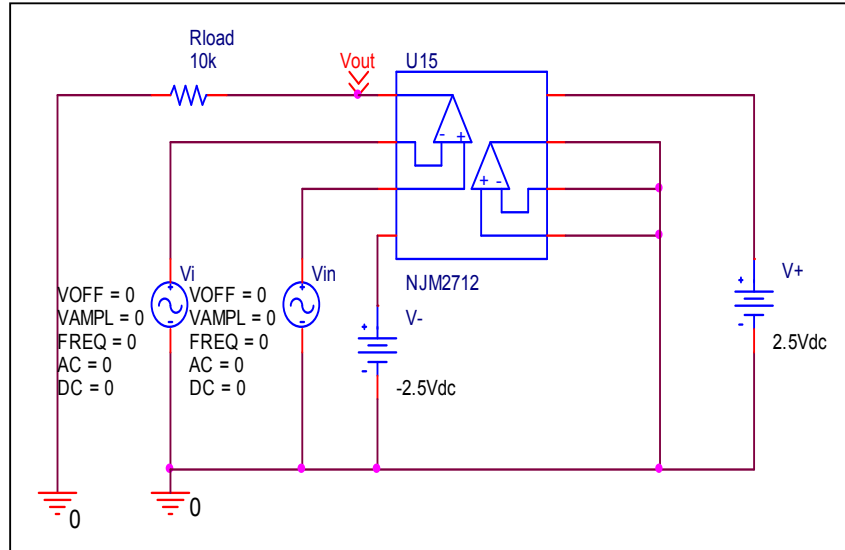 Rload
10k
Vout
U15
- +
+ -
NJM2712
Vi
VOFF = 0
VAMPL = 0
FREQ = 0
AC = 0
DC = 0
Vin
VOFF = 0
VAMPL = 0
FREQ = 0
AC = 0
DC = 0
V-
-2.5Vdc
V+
2.5Vdc
0
0